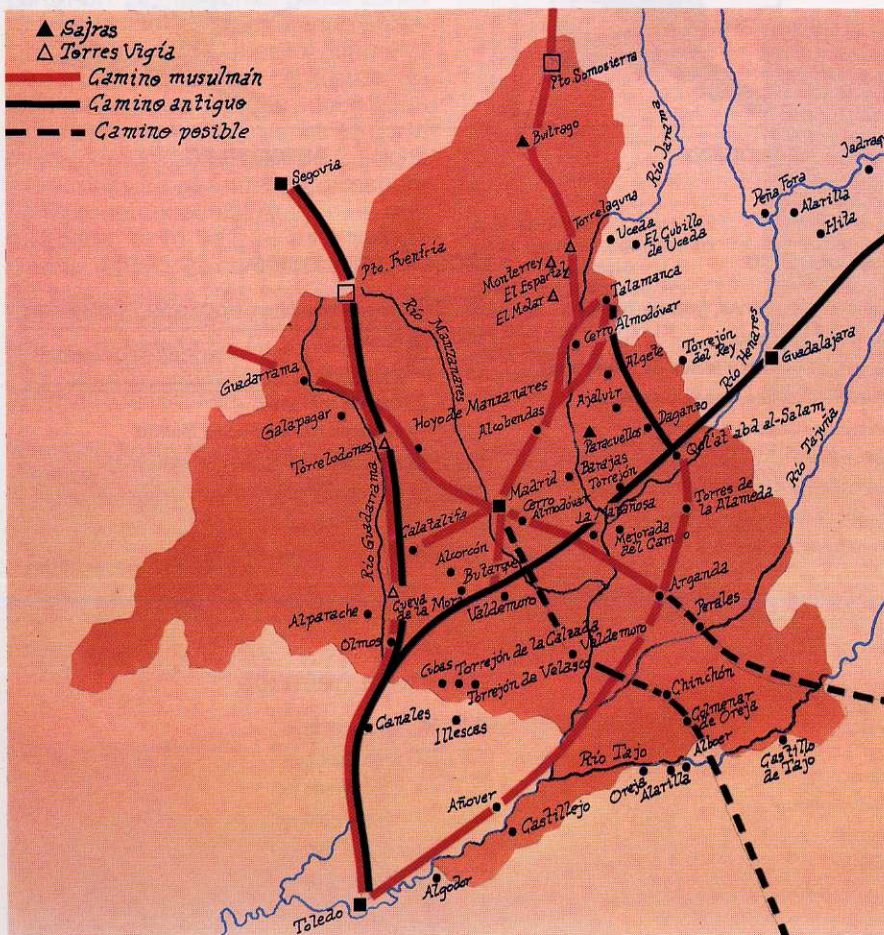 Sajras
Torres Vigía
Camino musulmán
Camino antiguo
Camino posible
Pto. Somosierra
Buitrago
Río Jarama
Segovia
Jadraq
Peña Fora
Alarilla
Hita
Torrelaguna
Uceda
El Cubillo
de Uceda
Pto. Fuenfría
Monterrey
El Espartal
El Molar
Talamanca
Río Manzanares
Cerro Almodóvar
Torrejón
del Rey
Río Henares
Guadalajara
Guadarrama
Algete
Galapagar
Hoyo de Manzanares
Ajalvir
Alcobendas
Daganzo
Río Tajuña
Torrelodones
Paracuellos
Qal'at'abd al-Salam
Barajas
Torrejón
Río Guadarrama
Madrid
Cerro
Almodóvar
La Marañosa
Torres de
la Alameda
Mejorada
del Campo
Calatalifa
Alcorcón
Butarque
Cueva
de la Mora
Valdemoro
Arganda
Perales
Alparache
Olmos
Valdemoro
Cubas
Torrejón de la Calzada
Torrejón de Velasco
Chinchón
Canales
Illescas
Colmenar
de Oreja
Río Tajo
Alboer
Oreja
Alarilla
Castillo
de Tajo
Añover
Castillejo
Algodor
Toledo